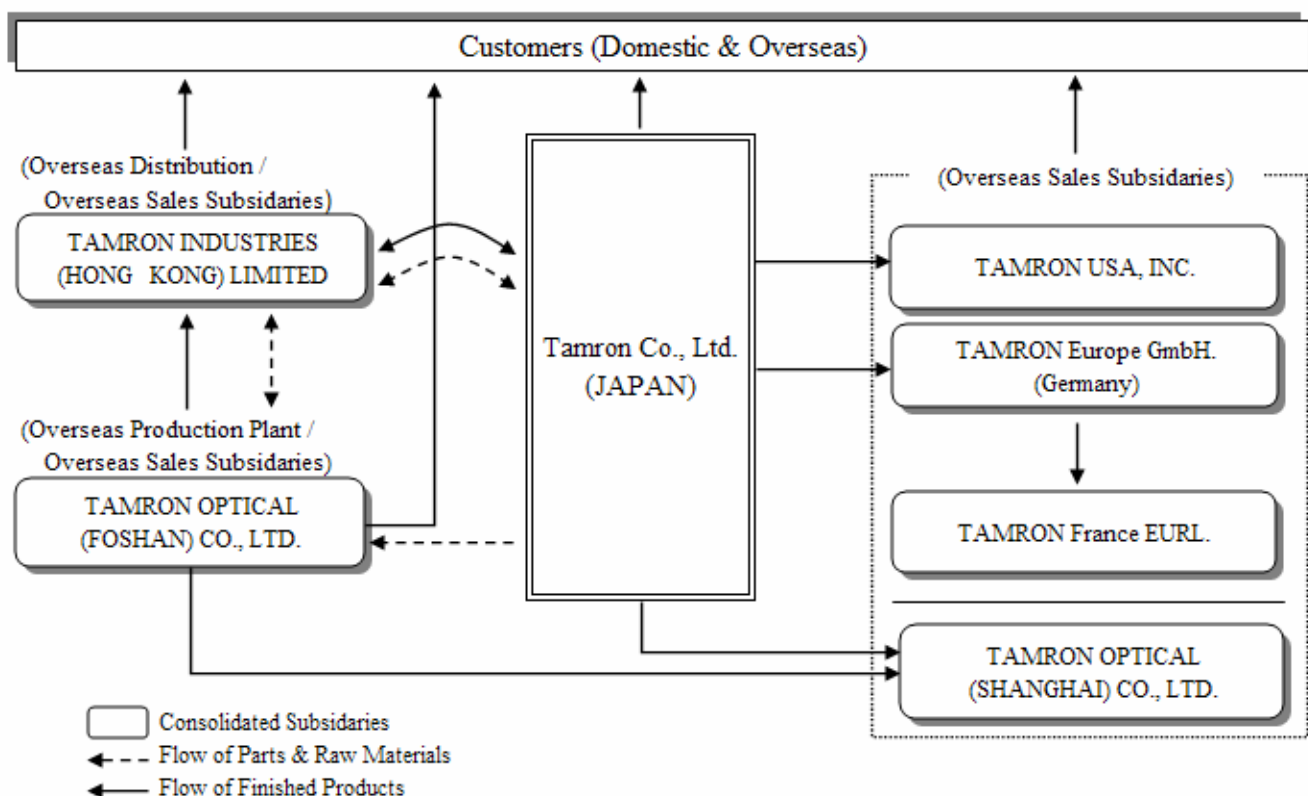 Customers (Domestic & Overseas)
(Overseas Distribution /
Overseas Sales Subsidaries)
TAMRON INDUSTRIES
(HONG KONG) LIMITED
(Overseas Production Plant /
Overseas Sales Subsidaries)
TAMRON OPTICAL
(FOSHAN) CO., LTD.
Tamron Co., Ltd.
(JAPAN)
(Overseas Sales Subsidaries)
TAMRON USA, INC.
TAMRON Europe GmbH.
(Germany)
TAMRON France EURL.
TAMRON OPTICAL
(SHANGHAI) CO., LTD.
Consolidated Subsidaries
Flow of Parts & Raw Materials
Flow of Finished Products